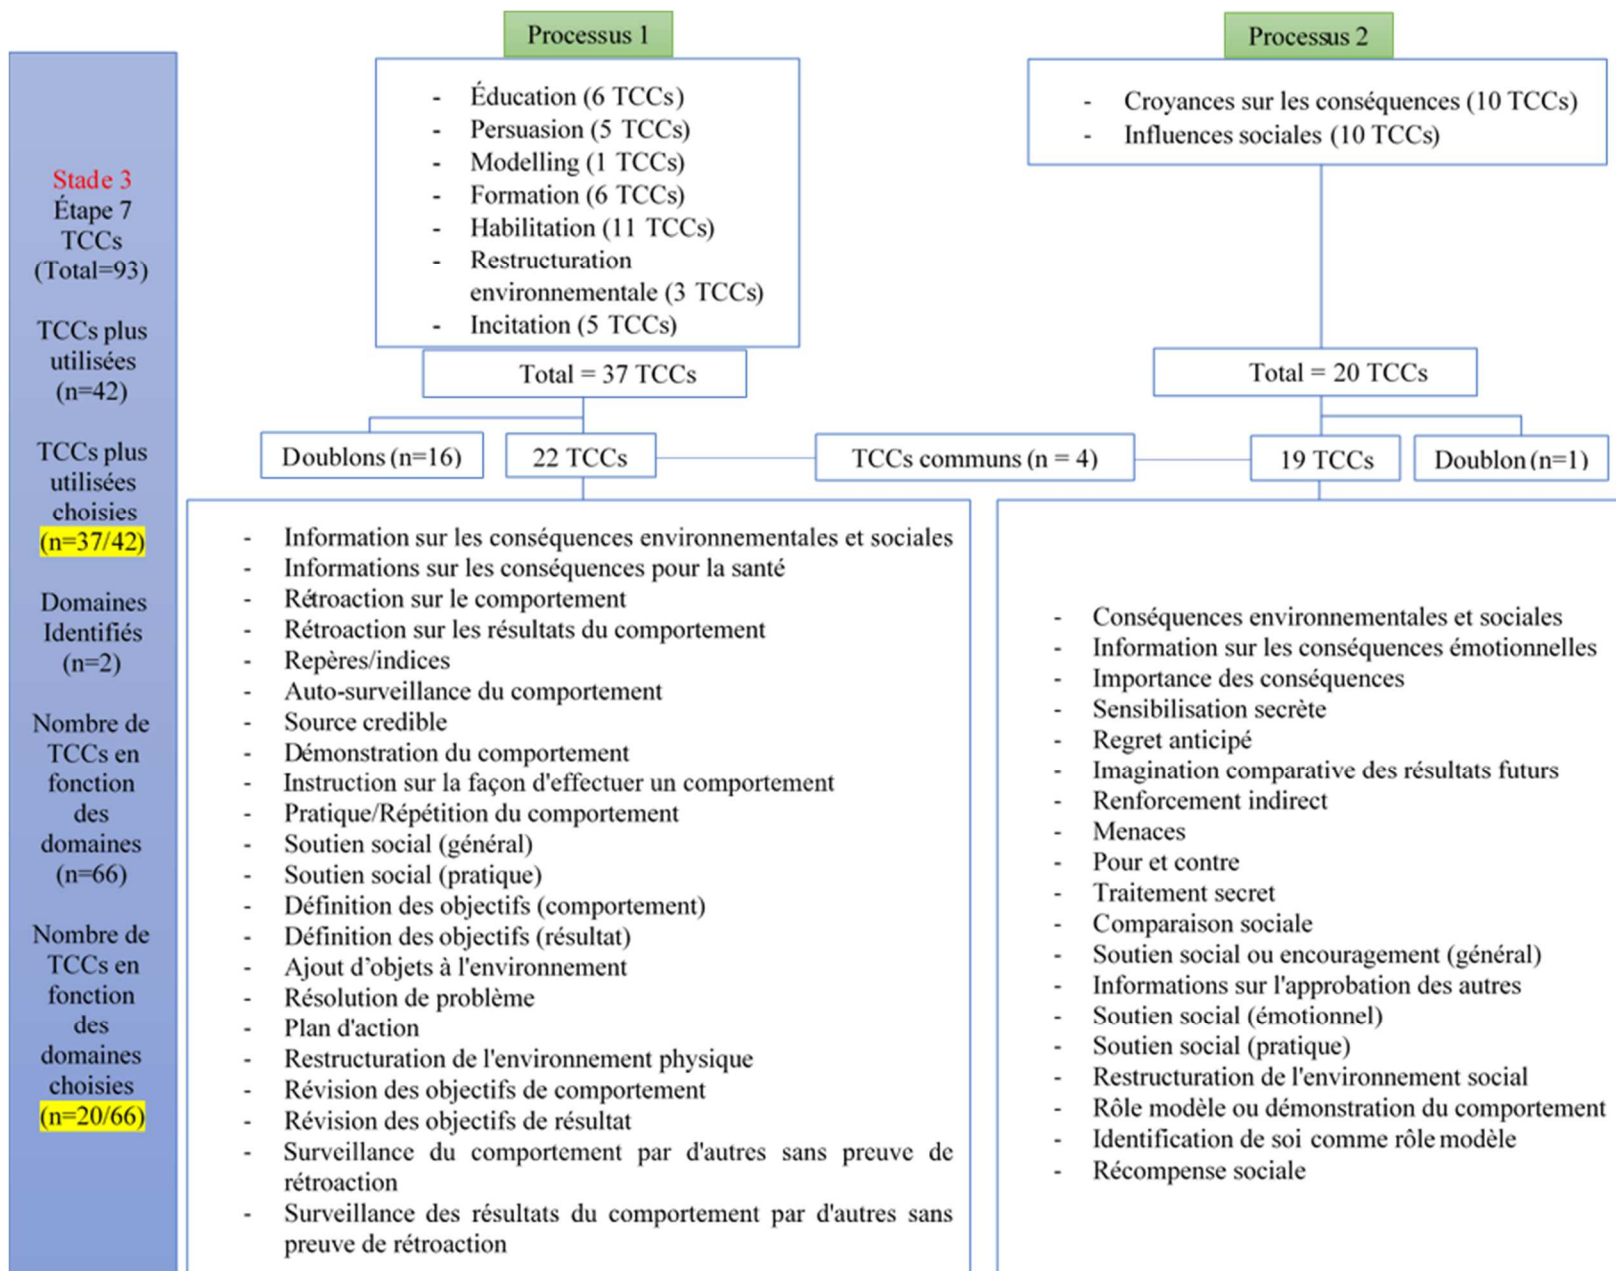 Stade 3
Étape 7
TCCs
(Total=93)
TCCs plus
utilisées
(n=42)
TCCs plus
utilisées
choisies
(n=37/42)
Domaines
Identifiés
(n=2)
Nombre de
TCCs en
fonction
des
domaines
(n=66)
Nombre de
TCCs en
fonction
des
domaines
choisies
(n=20/66)
Processus 1
- Éducation (6 TCCs)
- Persuasion (5 TCCs)
- Modelling (1 TCCs)
- Formation (6 TCCs)
- Habilitation (11 TCCs)
- Restructuration
environnementale (3 TCCs)
- Incitation (5 TCCs)
Total = 37 TCCs
Doublons (n=16)
22 TCCs
TCCs communs (n = 4)
- Information sur les conséquences environnementales et sociales
- Informations sur les conséquences pour la santé
- Rétroaction sur le comportement
- Rétroaction sur les résultats du comportement
- Repères/indices
- Auto-surveillance du comportement
- Source credible
- Démonstration du comportement
- Instruction sur la façon d'effectuer un comportement
- Pratique/Répétition du comportement
- Soutien social (général)
- Soutien social (pratique)
- Définition des objectifs (comportement)
- Définition des objectifs (résultat)
- Ajout d'objets à l'environnement
- Résolution de problème
- Plan d'action
- Restructuration de l'environnement physique
- Révision des objectifs de comportement
- Révision des objectifs de résultat
- Surveillance du comportement par d'autres sans preuve de
rétroaction
- Surveillance des résultats du comportement par d'autres sans
preuve de rétroaction
Processus 2
- Croyances sur les conséquences (10 TCCs)
- Influences sociales (10 TCCs)
Total = 20 TCCs
19 TCCs
Doublon (n=1)
- Conséquences environnementales et sociales
- Information sur les conséquences émotionnelles
- Importance des conséquences
- Sensibilisation secrète
- Regret anticipé
- Imagination comparative des résultats futurs
- Renforcement indirect
- Menaces
- Pour et contre
- Traitement secret
- Comparaison sociale
- Soutien social ou encouragement (général)
- Informations sur l'approbation des autres
- Soutien social (émotionnel)
- Soutien social (pratique)
- Restructuration de l'environnement social
- Rôle modèle ou démonstration du comportement
- Identification de soi comme rôle modèle
- Récompense sociale